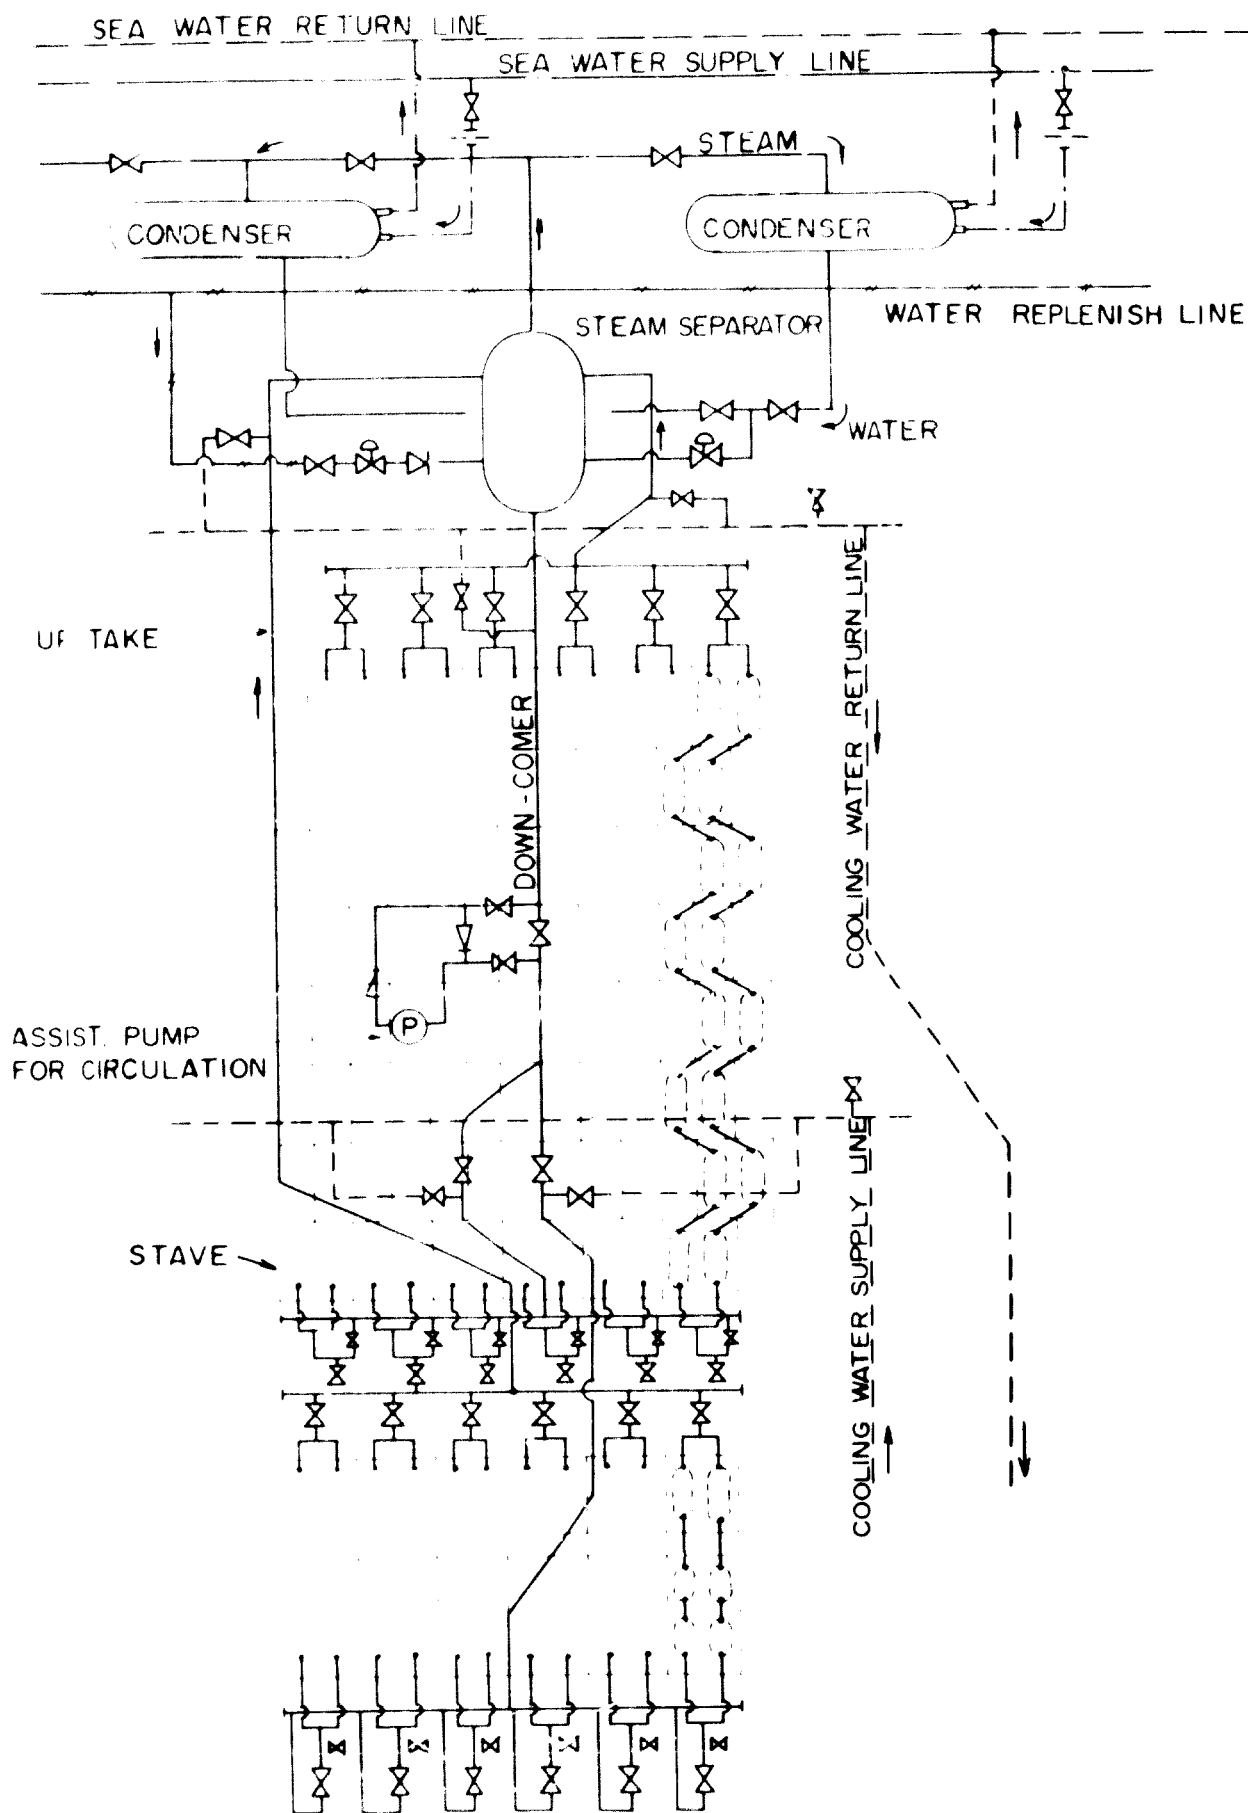 SEA WATER RETURN LINE
SEA WATER SUPPLY LINE
STEAM
CONDENSER
CONDENSER
STEAM SEPARATOR
WATER REPLENISH LINE
WATER
UP TAKE
DOWN-COMER
COOLING WATER RETURN LINE
P
ASSIST. PUMP
FOR CIRCULATION
STAVE
COOLING WATER SUPPLY LINE